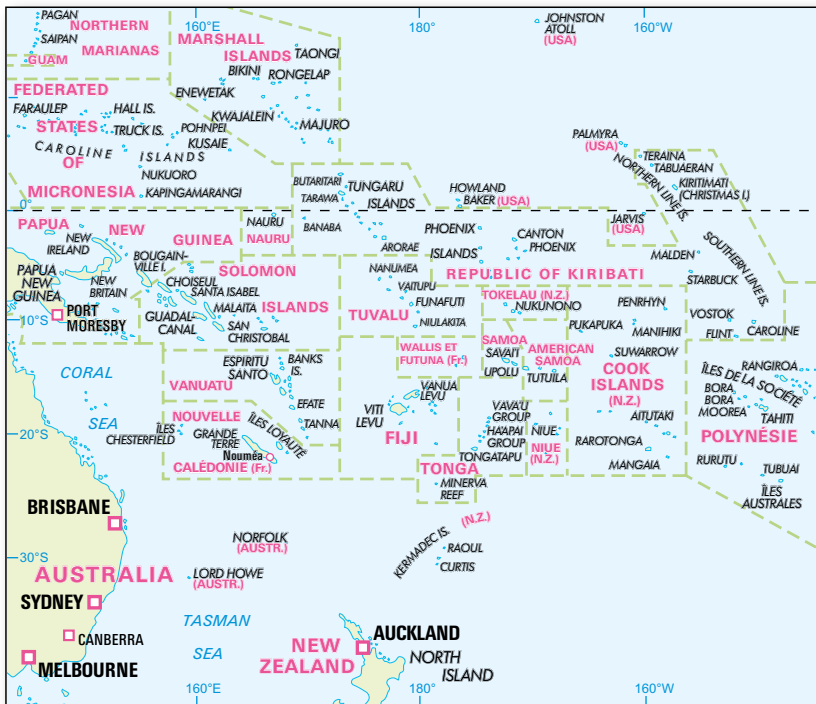 160°E
180°
160°W
PAGAN
NORTHERN
SAIPAN
MARIANAS
GUAM
MARSHALL
ISLANDS
TAONGI
BIKINI
RONGELAP
ENEWETAK
KWAJALEIN
MAJURO
JOHNSTON
ATOLL
(USA)
FEDERATED
FARAULEP
HALL IS.
STATES
TRUCK IS.
POHNPEI
KUSAIE
CAROLINE ISLANDS
OF
NUKUORO
MICRONESIA
KAPINGAMARANGI
PALMYRA
(USA)
TERAINA
TABUAERAN
NORTHERN LINE IS.
KIRITIMATI
(CHRISTMAS I.)
BUTARITARI
TUNGARU
TARAWA
ISLANDS
HOWLAND
BAKER (USA)
0°
JARVIS
(USA)
PAPUA
NEW
GUINEA
NAURU
NAURU
BANABA
ARORAE
PHOENIX
ISLANDS
CANTON
PHOENIX
MALDEN
SOUTHERN LINE IS.
NEW
IRELAND
BOUGAIN-
VILLE I.
SOLOMON
NANUMEA
REPUBLIC OF KIRIBATI
STARBUCK
PAPUA
NEW
GUINEA
NEW
BRITAIN
CHOISEUL
SANTA ISABEL
MALAITA
ISLANDS
VAITUPU
FUNAFUTI
TUVALU
NIULAKITA
TOKELAU (N.Z.)
NUKUNONO
PENRHYN
VOSTOK
FLINT
CAROLINE
PORT
MORESBY
10°S
GUADAL-
CANAL
SAN
CHRISTOBAL
WALLIS ET
FUTUNA (Fr.)
SAMOA
SAVAI'I
UPOLU
AMERICAN
SAMOA
TUTUILA
PUKAPUKA
MANIHIKI
SUWARROW
COOK
ISLANDS
(N.Z.)
AITUTAKI
RAROTONGA
MANGAIA
CORAL
SEA
ESPIRITU
SANTO
BANKS
IS.
VANUATU
EFATE
TANNA
VANUA
LEVU
VITI
LEVU
FIJI
VAVA'U
GROUP
HA'APAI
GROUP
TONGATAPU
NIUE
NIUE
(N.Z.)
RANGIROA
ÎLES DE LA SOCIÉTÉ
BORA
BORA
MOOREA
TAHITI
POLYNÉSIE
RURUTU
TUBUAI
ÎLES
AUSTRALES
20°S
ÎLES
CHESTERFIELD
NOUVELLE
GRANDE
TERRE
ÎLES LOYAUTÉ
Nouméa
CALÉDONIE (Fr.)
TONGA
MINERVA
REEF
BRISBANE
NORFOLK
(AUSTR.)
KERMADEC IS.
(N.Z.)
RAOUL
CURTIS
30°S
AUSTRALIA
LORD HOWE
(AUSTR.)
SYDNEY
CANBERRA
MELBOURNE
TASMAN
SEA
NEW
ZEALAND
AUCKLAND
NORTH
ISLAND
160°E
180°
160°W